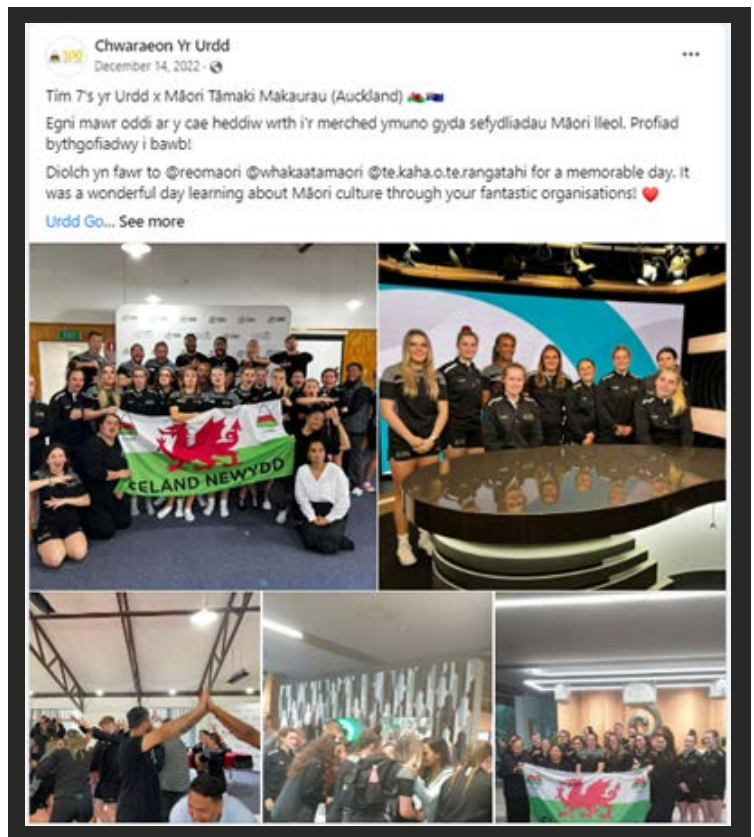 Chwaraeon Yr Urdd
December 14, 2022 ·
...
Tîm 7's yr Urdd x Māori Tāmaki Makaurau (Auckland)
Egni mawr oddi ar y cae heddiw wrth i'r merched ymuno gyda sefydliadau Māori lleol. Profiad
bythgofiadwy i bawb!
Diolch yn fawr to @reomaori @whakaatamaori @te.kaha.o.te.rangatahi for a memorable day. It
was a wonderful day learning about Māori culture through your fantastic organisations!
Urdd Go... See more
EXIT
SELAND NEWYDD